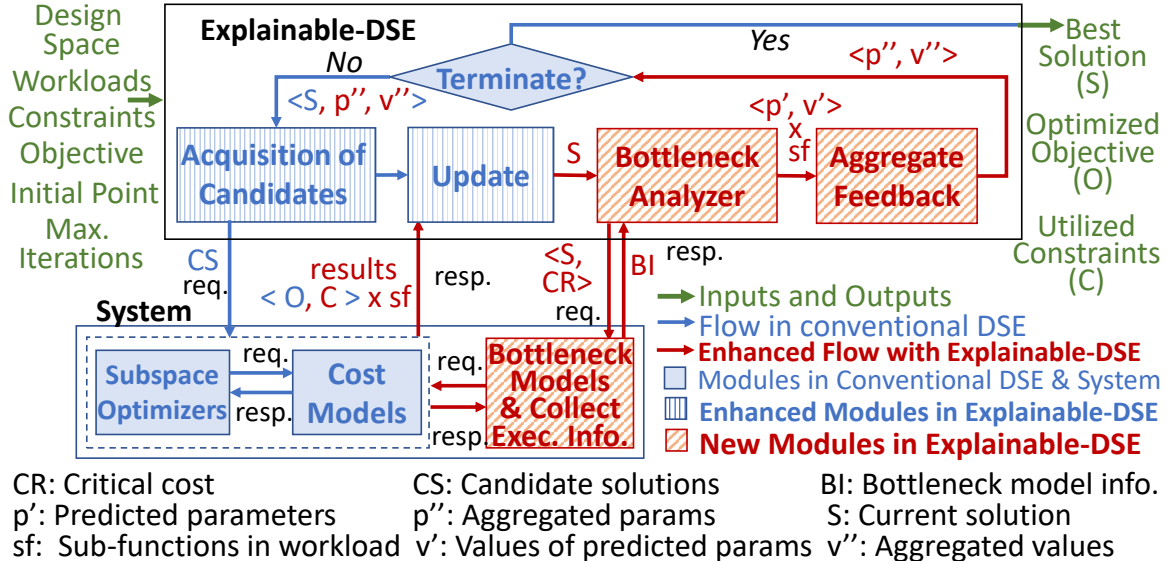 Design
Space
Workloads
Constraints
Objective
Initial Point
Max.
Iterations
Explainable-DSE
Terminate?
No
Yes
<S, p'', v''>
<p'', v''>
Acquisition of
Candidates
Update
S
Bottleneck
Analyzer
<p', v'>
x
sf
Aggregate
Feedback
Best
Solution
(S)
Optimized
Objective
(O)
Utilized
Constraints
(C)
CS
req.
results
< O, C > x sf
resp.
<S,
CR>
req.
BI
resp.
System
Subspace
Optimizers
req.
resp.
Cost
Models
req.
resp.
Bottleneck
Models
& Collect
Exec. Info.
Inputs and Outputs
Flow in conventional DSE
Enhanced Flow with Explainable-DSE
Modules in Conventional DSE & System
Enhanced Modules in Explainable-DSE
New Modules in Explainable-DSE
CR: Critical cost
CS: Candidate solutions
BI: Bottleneck model info.
p': Predicted parameters
p'': Aggregated params
S: Current solution
sf: Sub-functions in workload
v': Values of predicted params
v'': Aggregated values